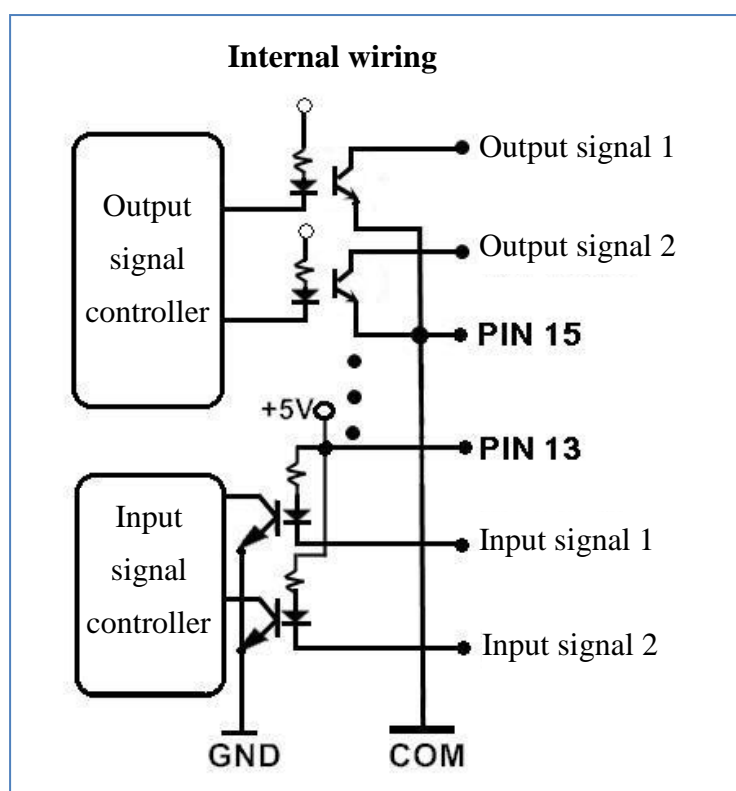 Internal wiring
Output signal controller
Output signal 1
Output signal 2
PIN 15
+5V
PIN 13
Input signal controller
Input signal 1
Input signal 2
GND
COM